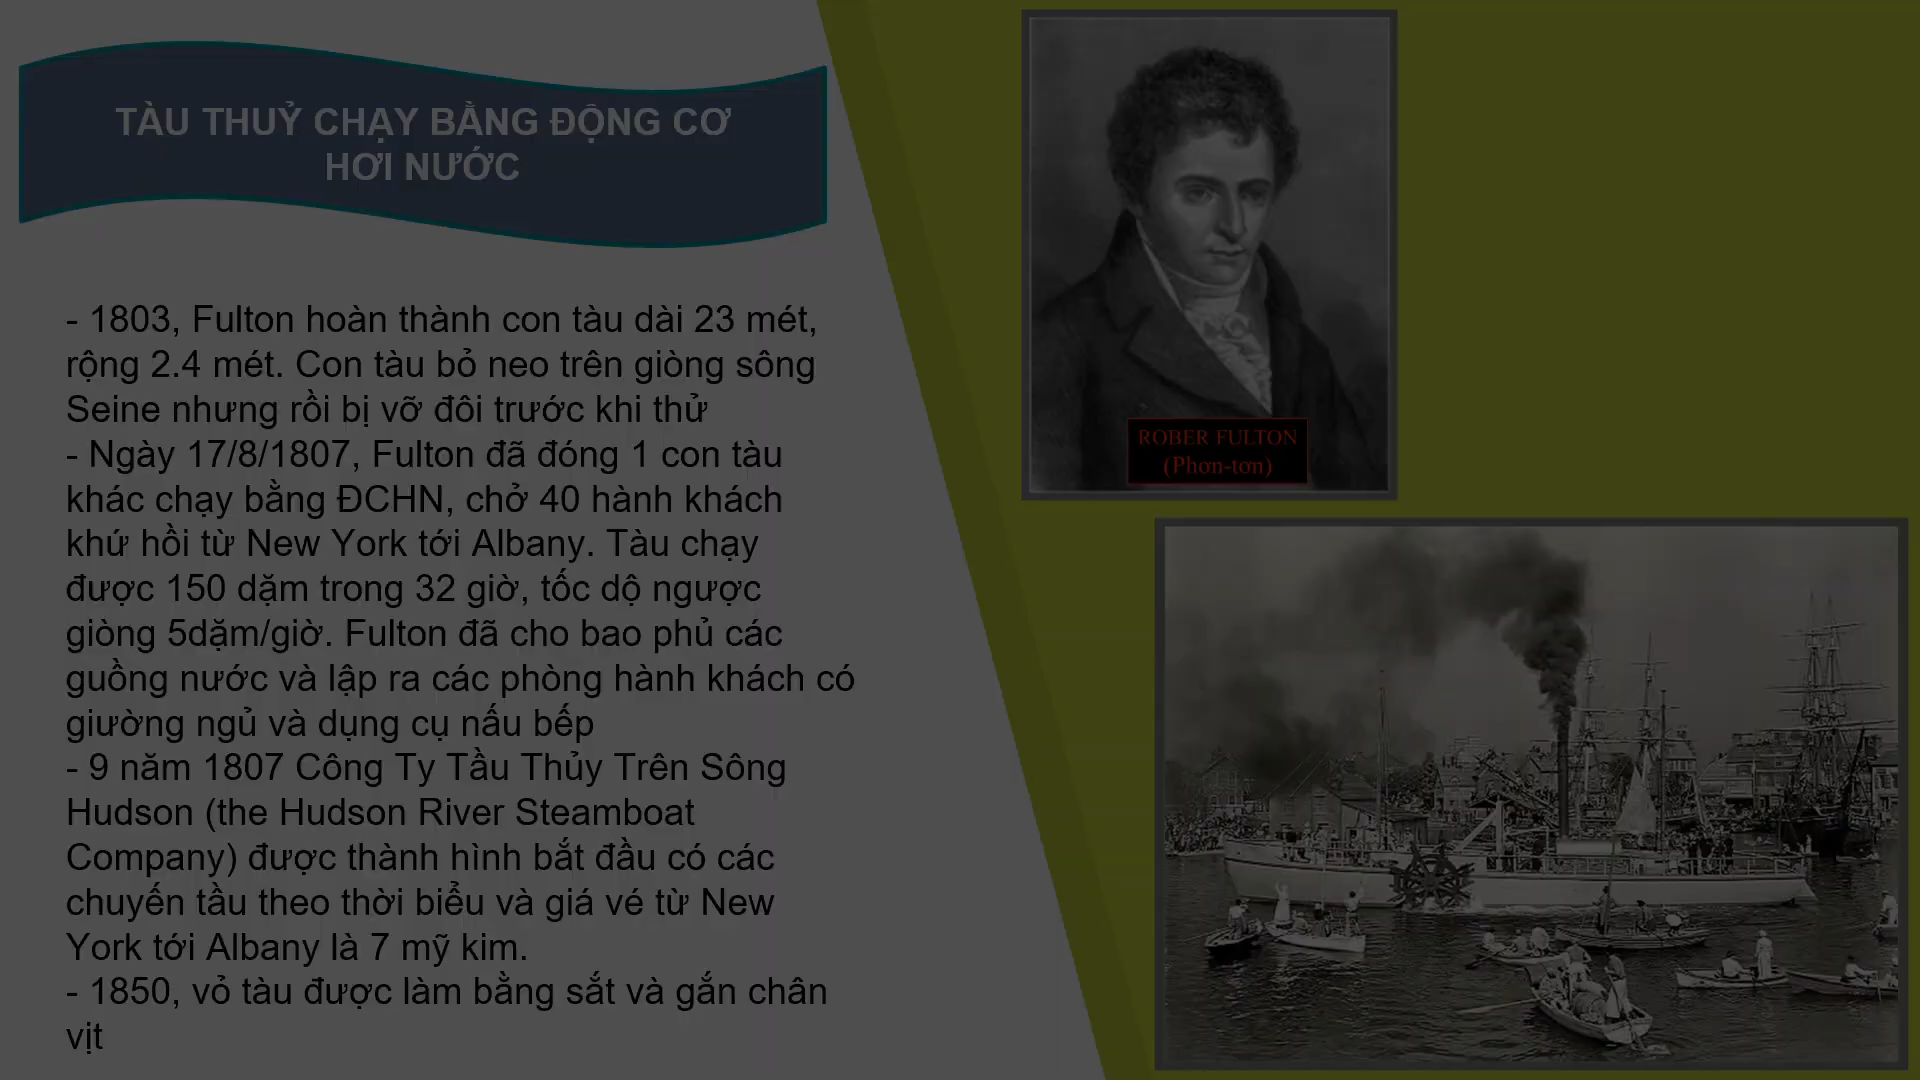 TÀU THUỶ CHẠY BẰNG ĐỘNG CƠ
HƠI NƯỚC
- 1803, Fulton hoàn thành con tàu dài 23 mét,
rộng 2.4 mét. Con tàu bỏ neo trên giòng sông
Seine nhưng rồi bị vỡ đôi trước khi thử
- Ngày 17/8/1807, Fulton đã đóng 1 con tàu
khác chạy bằng ĐCHN, chở 40 hành khách
khứ hồi từ New York tới Albany. Tàu chạy
được 150 dặm trong 32 giờ, tốc dộ ngược
giòng 5dặm/giờ. Fulton đã cho bao phủ các
guồng nước và lập ra các phòng hành khách có
giường ngủ và dụng cụ nấu bếp
- 9 năm 1807 Công Ty Tầu Thủy Trên Sông
Hudson (the Hudson River Steamboat
Company) được thành hình bắt đầu có các
chuyến tầu theo thời biểu và giá vé từ New
York tới Albany là 7 mỹ kim.
- 1850, vỏ tàu được làm bằng sắt và gắn chân
vịt
ROBER FULTON
(Phơn-tơn)